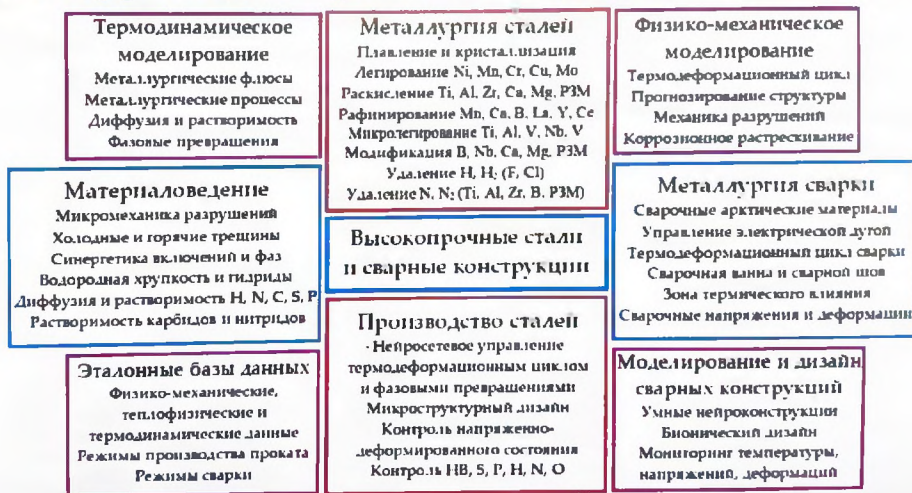 Термодинамическое
моделирование
Металлургические флюсы
Металлургические процессы
Диффузия и растворимость
Фазовые превращения
Металлургия сталей
Плавление и кристаллизация
Легирование Ni, Mn, Cr, Cu, Mo
Раскисление Ti, Al, Zr, Ca, Mg, РЗМ
Рафинирование Mn, Ca, B, La, Y, Ce
Микролегирование Ti, Al, V, Nb, V
Модификация B, Nb, Ca, Mg, РЗМ
Удаление H, H₂ (F, Cl)
Удаление N, N₂ (Ti, Al, Zr, B, РЗМ)
Физико-механическое
моделирование
Термодеформационный цикл
Прогнозирование структуры
Механика разрушений
Коррозионное растрескивание
Материаловедение
Микромеханика разрушений
Холодные и горячие трещины
Синергетика включений и фаз
Водородная хрупкость и гидриды
Диффузия и растворимость H, N, C, S, P
Растворимость карбидов и нитридов
Высокопрочные стали
и сварные конструкции
Металлургия сварки
Сварочные арктические материалы
Управление электрической дугой
Термодеформационный цикл сварки
Сварочная ванна и сварной шов
Зона термического влияния
Сварочные напряжения и деформации
Эталонные базы данных
Физико-механические,
теплофизические и
термодинамические данные
Режимы производства проката
Режимы сварки
Производство сталей
Нейросетевое управление
термодеформационным циклом
и фазовыми превращениями
Микроструктурный дизайн
Контроль напряженно-
деформированного состояния
Контроль HB, S, P, H, N, O
Моделирование и дизайн
сварных конструкций
Умные нейроконструкции
Бионический дизайн
Мониторинг температуры,
напряжений, деформаций